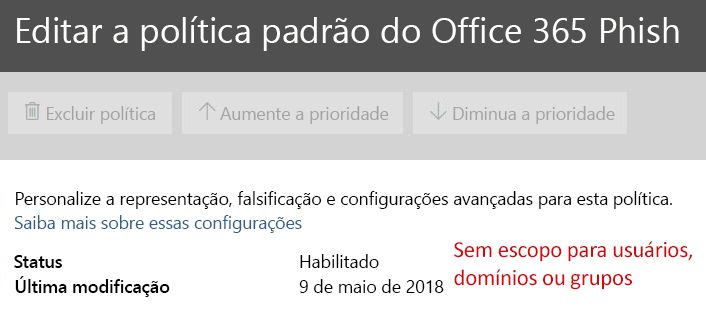 Editar a política padrão do Office 365 Phish
Excluir política Aumente a prioridade Diminua a prioridade
Personalize a representação, falsificação e configurações avançadas para esta política.
Saiba mais sobre essas configurações
Status Habilitado
Última modificação 9 de maio de 2018
Sem escopo para usuários,
domínios ou grupos